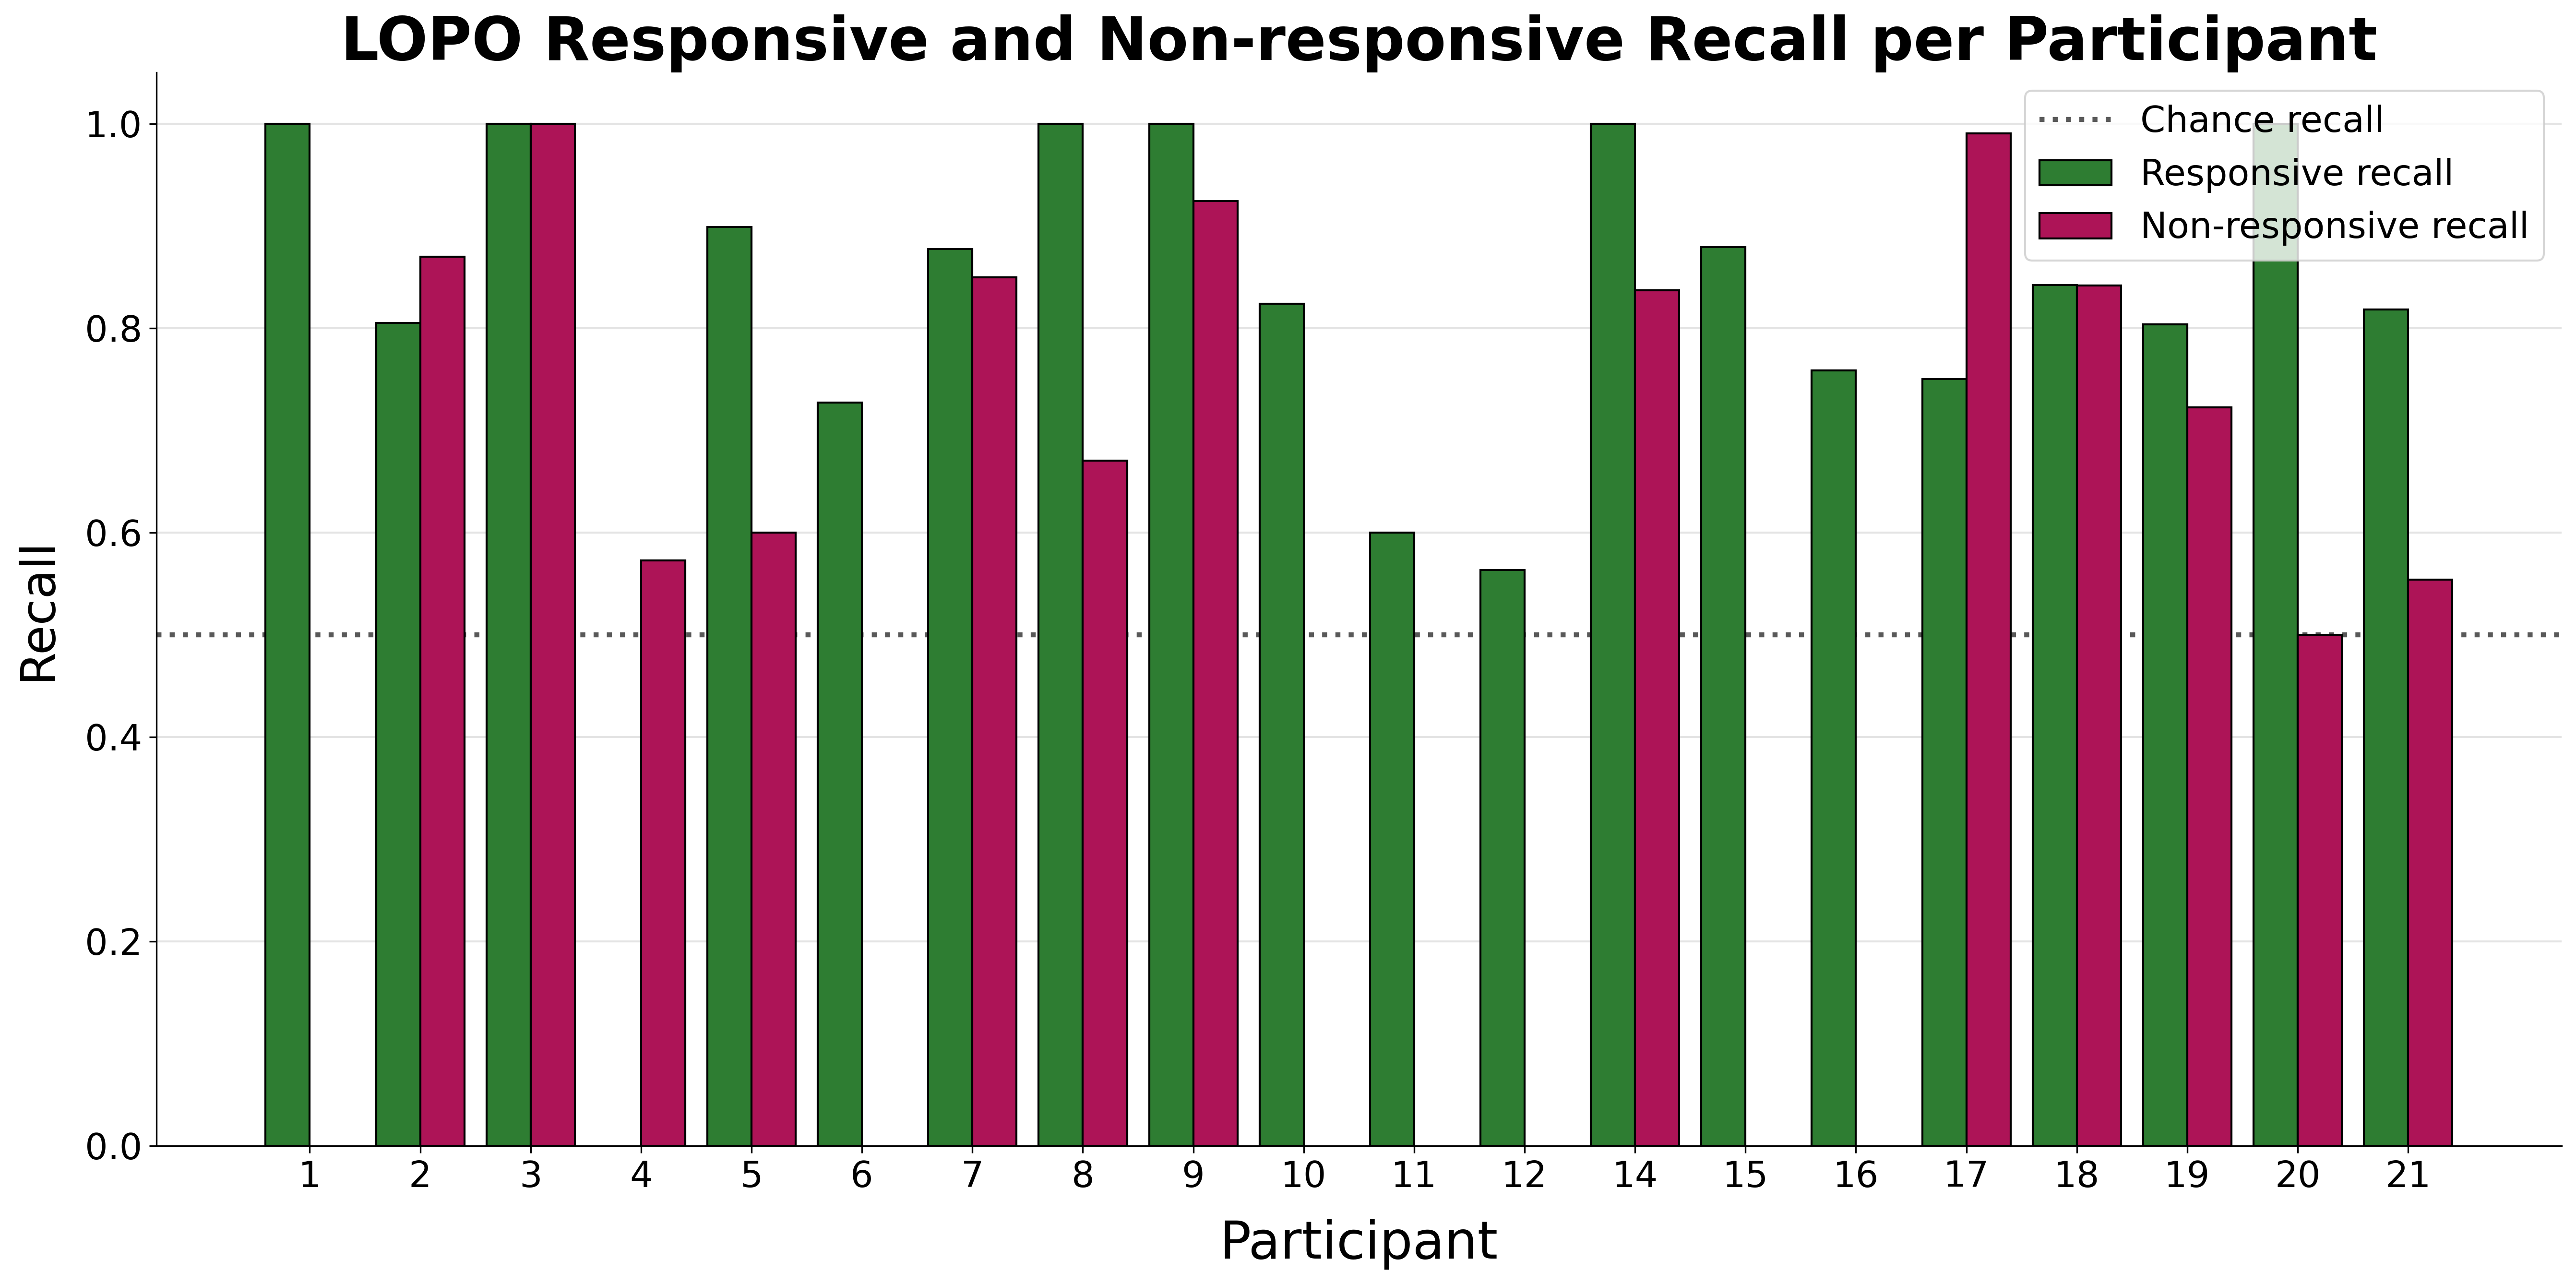 LOPO Responsive and Non-responsive Recall per Participant
Chance recall
Responsive recall
Non-responsive recall
1.0
0.8
0.6
0.4
0.2
0.0
Recall
1 2 3 4 5 6 7 8 9 10 11 12 14 15 16 17 18 19 20 21
Participant